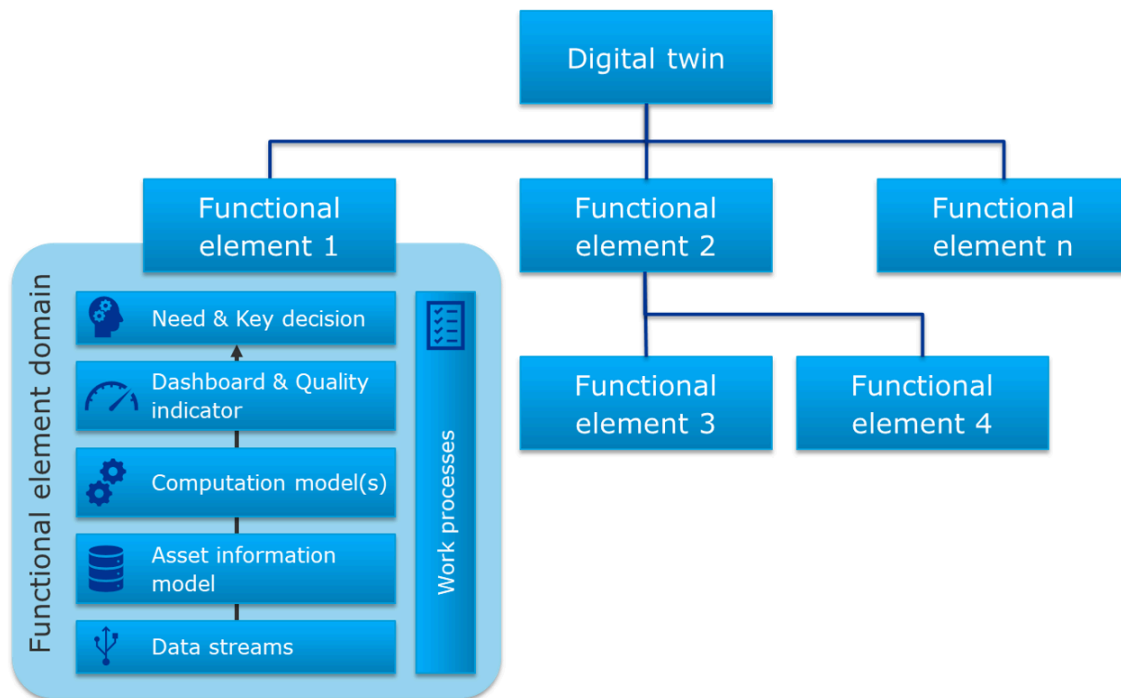 Digital twin
Functional
element 1
Functional
element 2
Functional
element n
Functional element domain
Need & Key decision
Dashboard & Quality
indicator
Computation model(s)
Asset information
model
Data streams
Work processes
Functional
element 3
Functional
element 4